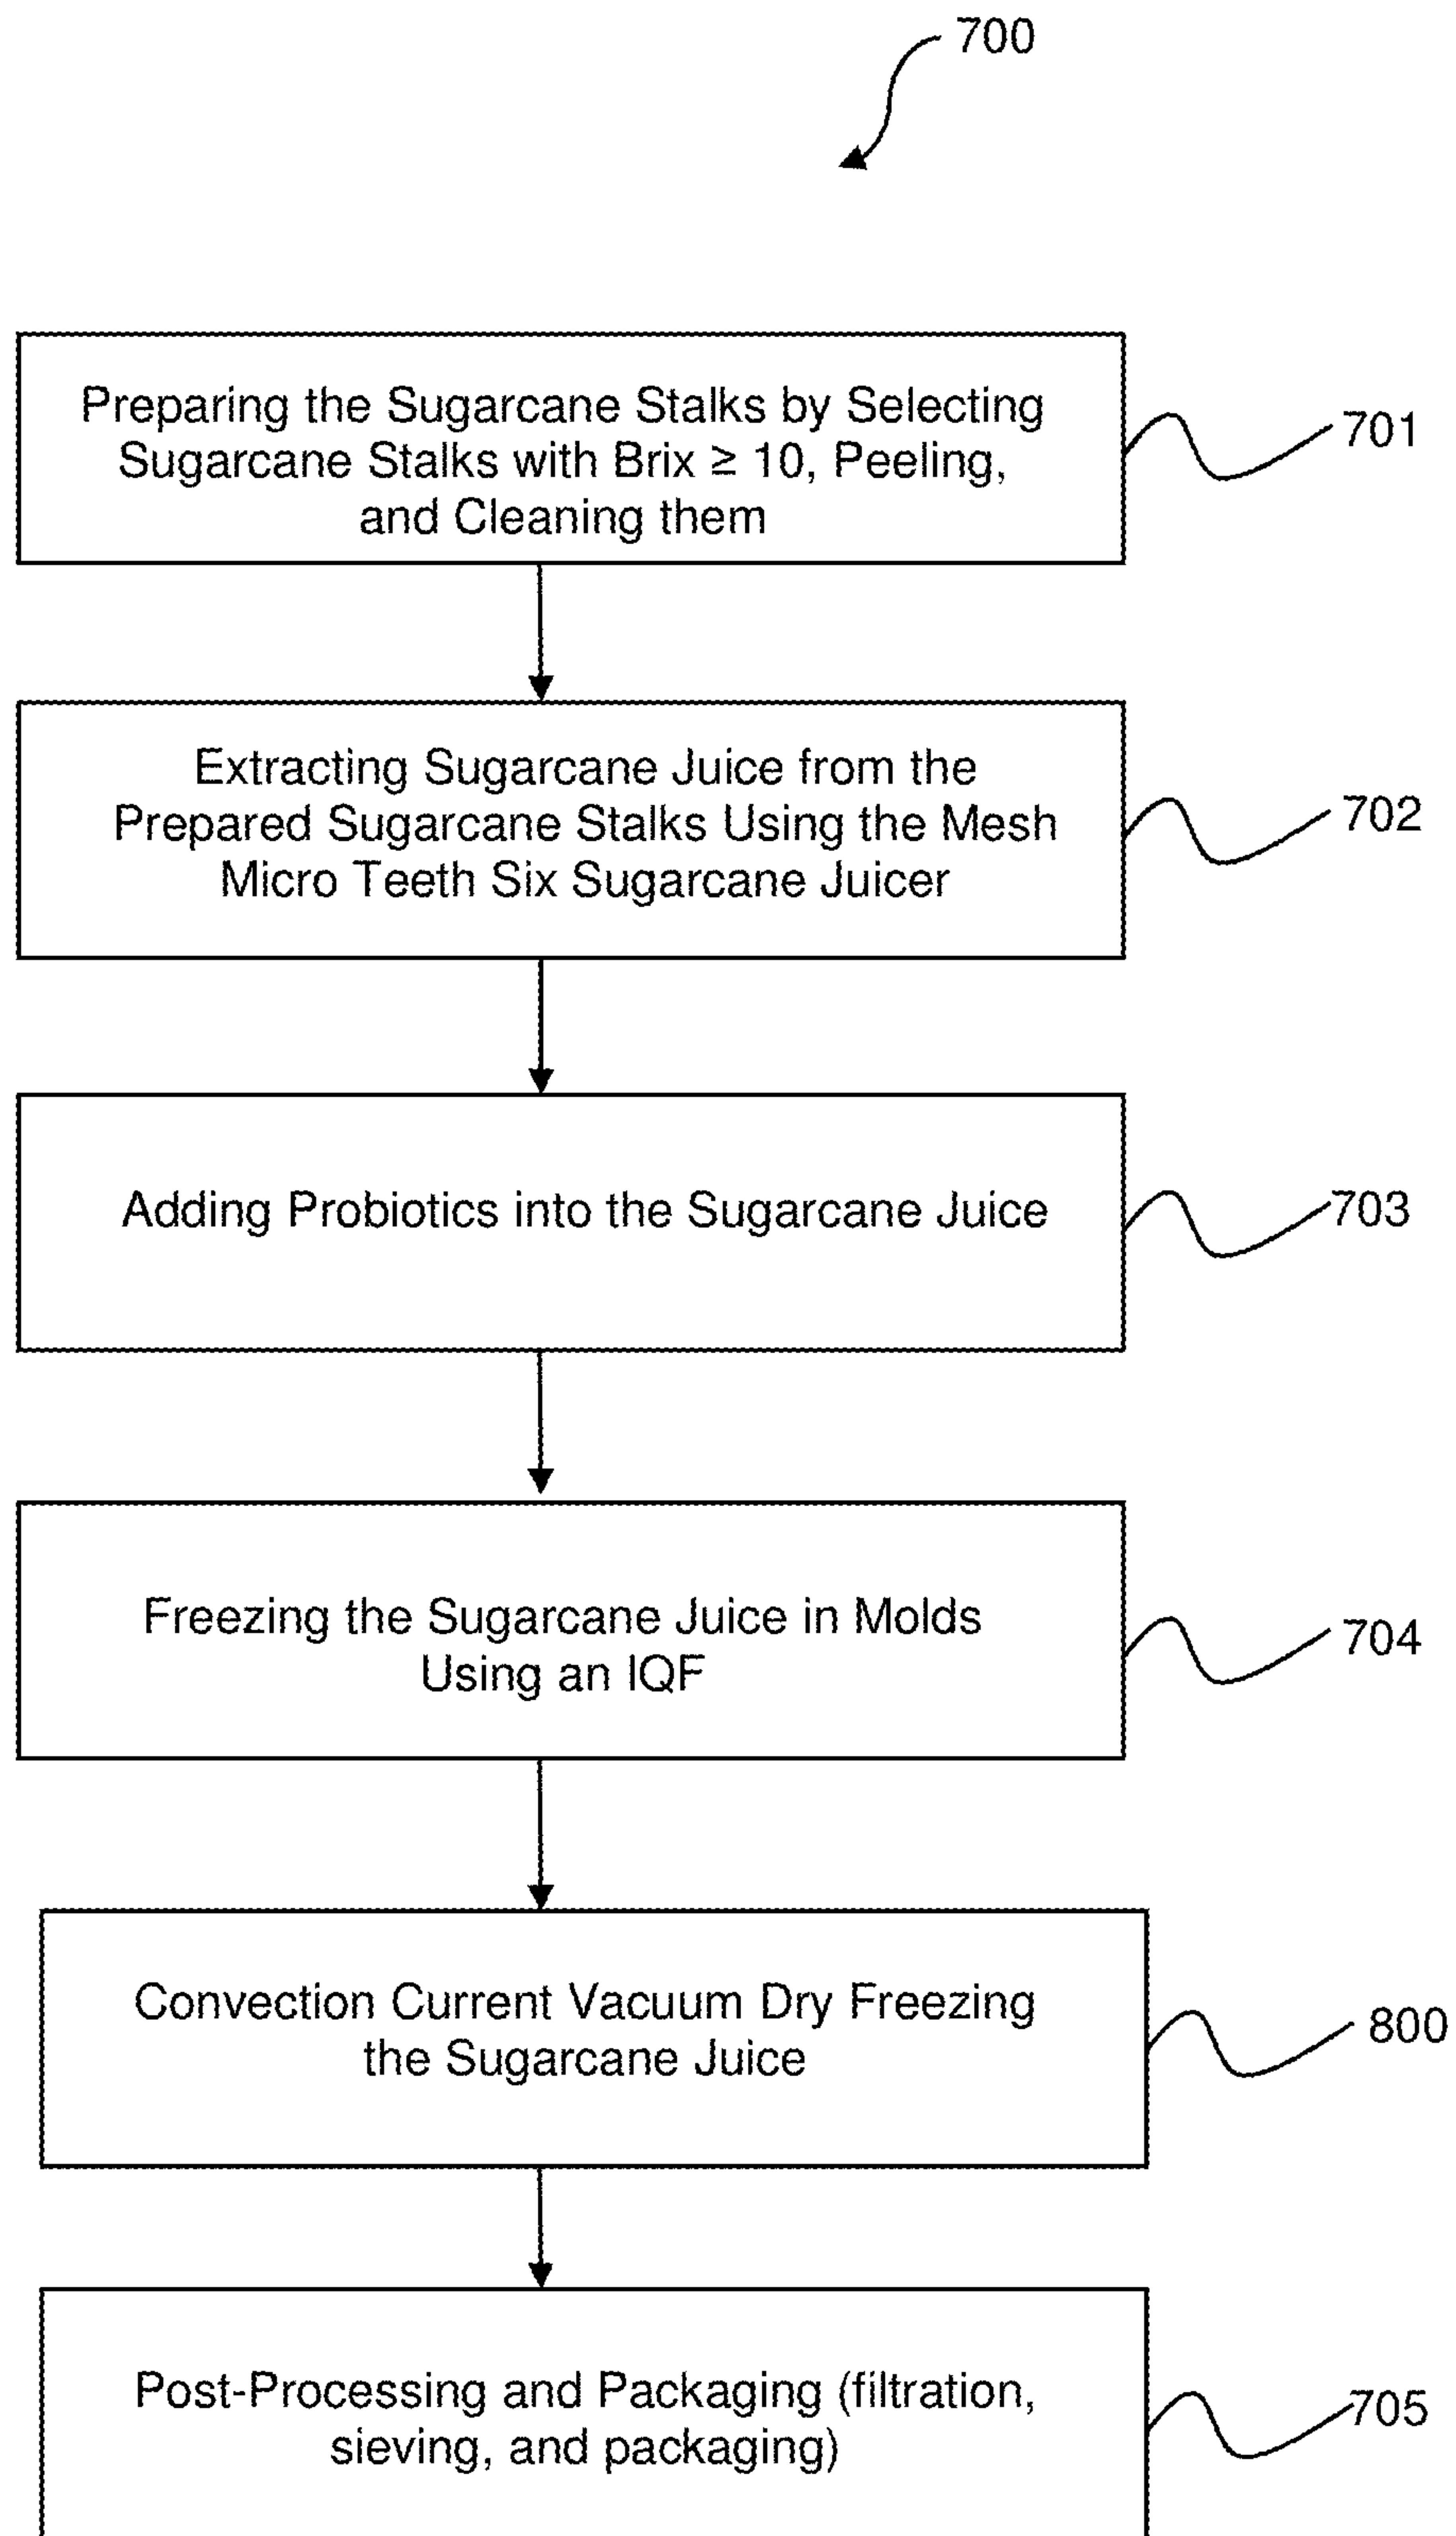 700
Preparing the Sugarcane Stalks by Selecting
Sugarcane Stalks with Brix ≥ 10, Peeling,
and Cleaning them
701
Extracting Sugarcane Juice from the
Prepared Sugarcane Stalks Using the Mesh
Micro Teeth Six Sugarcane Juicer
702
Adding Probiotics into the Sugarcane Juice
703
Freezing the Sugarcane Juice in Molds
Using an IQF
704
Convection Current Vacuum Dry Freezing
the Sugarcane Juice
800
Post-Processing and Packaging (filtration,
sieving, and packaging)
705